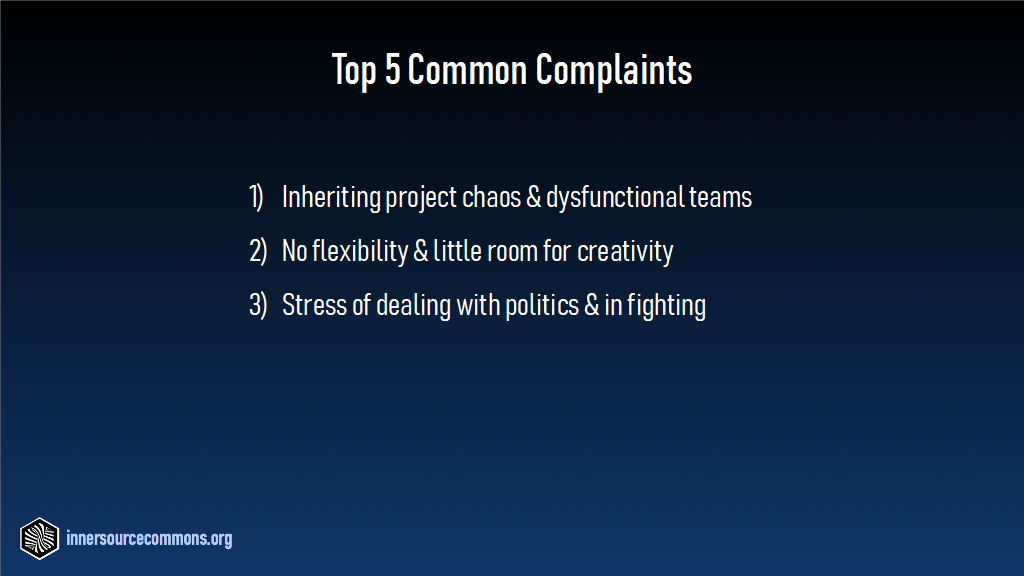 Top 5 Common Complaints
1) Inheriting project chaos & dysfunctional teams
2) No flexibility & little room for creativity
3) Stress of dealing with politics & in fighting
innersourcecommons.org